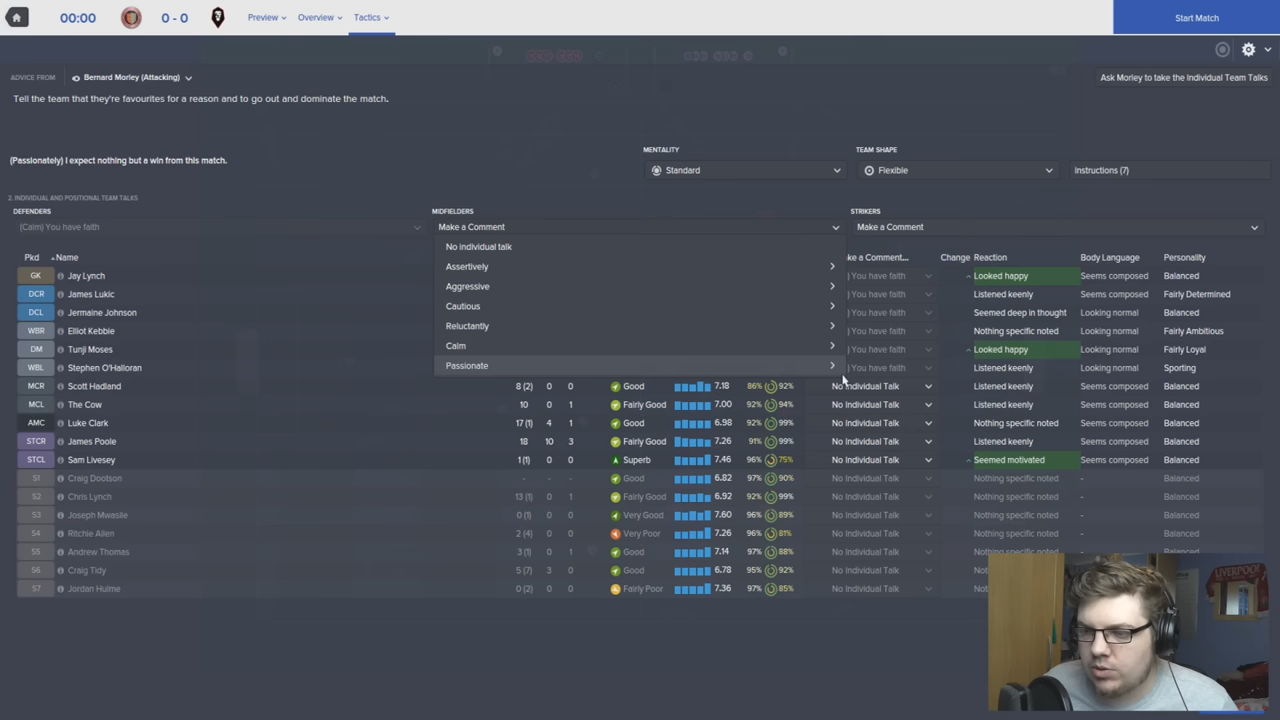 00:00 0 - 0 Preview Overview Tactics Start Match
ADVICE FROM Bernard Morley (Attacking) Ask Morley to take the Individual Team Talks
Tell the team that they're favourites for a reason and to go out and dominate the match.
MENTALITY TEAM SHAPE
(Passionately) I expect nothing but a win from this match.
Standard Flexible Instructions (7)
2. INDIVIDUAL AND POSITIONAL TEAM TALKS
DEFENDERS MIDFIELDERS STRIKERS
(Calm) You have faith Make a Comment Make a Comment
No individual talk
Assertively
Aggressive
Cautious
Reluctantly
Calm
Passionate
Pkd Name ke a Comment... Change Reaction Body Language Personality
GK Jay Lynch ) You have faith Looked happy Seems composed Balanced
DCR James Lukic ) You have faith Listened keenly Seems composed Fairly Determined
DCL Jermaine Johnson ) You have faith Seemed deep in thought Looking normal Balanced
WBR Elliot Kebbie ) You have faith Nothing specific noted Looking normal Fairly Ambitious
DM Tunji Moses ) You have faith Looked happy Looking normal Fairly Loyal
WBL Stephen O'Halloran ) You have faith Listened keenly Looking normal Sporting
MCR Scott Hadland 8 (2) 0 0 Good 7.18 86% 92% No Individual Talk Listened keenly Seems composed Balanced
MCL The Cow 10 0 1 Fairly Good 7.00 92% 94% No Individual Talk Listened keenly Seems composed Balanced
AMC Luke Clark 17 (1) 4 1 Good 6.98 92% 99% No Individual Talk Nothing specific noted Seems composed Balanced
STCR James Poole 18 10 3 Fairly Good 7.26 91% 99% No Individual Talk Listened keenly Seems composed Balanced
STCL Sam Livesey 1 (1) 0 0 Superb 7.46 96% 75% No Individual Talk Seemed motivated Seems composed Balanced
S1 Craig Dootson - - - Good 6.82 97% 90% No Individual Talk Nothing specific noted - Balanced
S2 Chris Lynch 13 (1) 0 1 Fairly Good 6.92 92% 99% No Individual Talk Nothing specific noted - Balanced
S3 Joseph Mwasile 0 (1) 0 0 Very Good 7.60 96% 89% No Individual Talk Nothing specific noted - Balanced
S4 Ritchie Allen 2 (4) 0 0 Very Poor 7.26 96% 81% No Individual Talk Nothing specific noted - Balanced
S5 Andrew Thomas 3 (1) 0 1 Good 7.14 97% 88% No Individual Talk Nothing specific noted - Balanced
S6 Craig Tidy 5 (7) 3 0 Good 6.78 95% 92% No Individual Talk Not
S7 Jordan Hulme 0 (2) 0 0 Fairly Poor 7.36 97% 85% No Individual Talk Not
LIVERPOOL